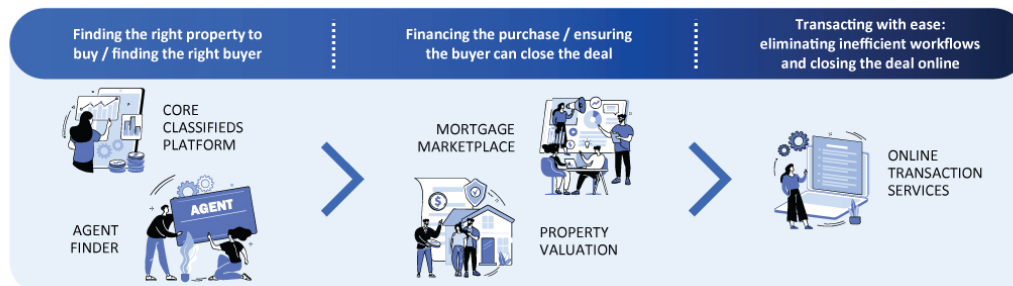 Finding the right property to
buy / finding the right buyer
Financing the purchase / ensuring
the buyer can close the deal
Transacting with ease:
eliminating inefficient workflows
and closing the deal online
CORE
CLASSIFIEDS
PLATFORM
AGENT
AGENT
FINDER
MORTGAGE
MARKETPLACE
$
$
PROPERTY
VALUATION
ONLINE
TRANSACTION
SERVICES